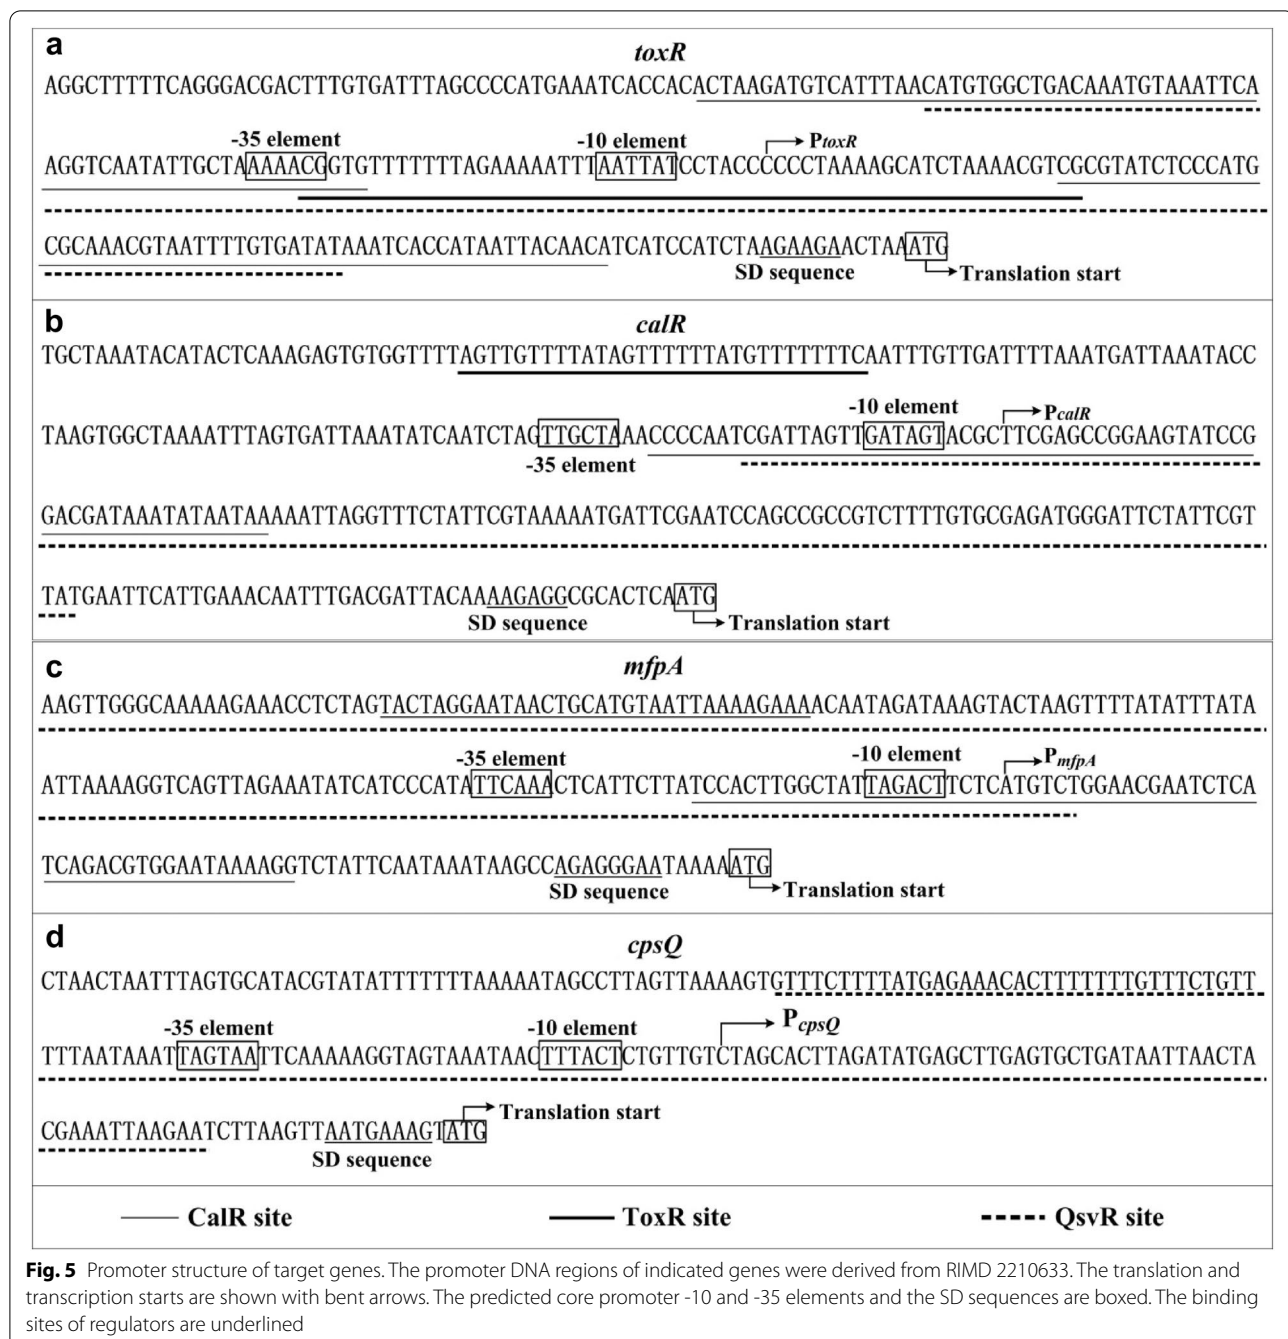 a
toxR
AGGCTTTTTCAGGGACGACTTTGTGATTTAGCCCCATGAAATCACCACACTAAGATGTCATTTAACATGTGGCTGACAAATGTAAATTCA
-35 element -10 element PtoxR
AGGTCAATATTGCTAAAAACGGTGTTTTTTTAGAAAAATTTAATTATCCTACCCCCCTAAAAGCATCTAAAACGTCGCGTATCTCCCATG
CGCAAACGTAATTTTGTGATATAAATCACCATAATTACAACATCATCCATCTAAGAAGAACTAAATG
SD sequence Translation start
b
calR
TGCTAAATACATACTCAAAGAGTGTGGTTTTAGTTGTTTTATAGTTTTTTATGTTTTTTTCAATTTGTTGATTTTAAATGATTAAATACC
-10 element PcalR
TAAGTGGCTAAAATTTAGTGATTAAATATCAATCTAGTTGCTAAACCCCAATCGATTAGTTGATAGTACGCTTCGAGCCGGAAGTATCCG
-35 element
GACGATAAATATAATAAAAATTAGGTTTCTATTCGTAAAAATGATTCGAATCCAGCCGCCGTCTTTTGTGCGAGATGGGATTCTATTCGT
TATGAATTCATTGAAACAATTTGACGATTACAAAAGAGGCGCACTCAATG
SD sequence Translation start
c
mfpA
AAGTTGGGCAAAAAGAAACCTCTAGTACTAGGAATAACTGCATGTAATTAAAAGAAAACAATAGATAAAGTACTAAGTTTTATATTTATA
-35 element -10 element PmfpA
ATTAAAAGGTCAGTTAGAAATATCATCCCATATTCAAACTCATTCTTATCCACTTGGCTATTAGACTTCTCATGTCTGGAACGAATCTCA
TCAGACGTGGAATAAAAGGTCTATTCAATAAATAAGCCAGAGGGAATAAAAATG
SD sequence Translation start
d
cpsQ
CTAACTAATTTAGTGCATACGTATATTTTTTTAAAAATAGCCTTAGTTAAAAGTGTTTCTTTTATGAGAAACACTTTTTTTGTTTCTGTT
-35 element -10 element PcpsQ
TTTAATAAATTAGTAATTCAAAAAGGTAGTAAATAACTTTACTCTGTTGTCTAGCACTTAGATATGAGCTTGAGTGCTGATAATTAACTA
Translation start
CGAAATTAAGAATCTTAAGTTAATGAAAGTATG
SD sequence
CalR site ToxR site QsvR site
Fig. 5 Promoter structure of target genes. The promoter DNA regions of indicated genes were derived from RIMD 2210633. The translation and
transcription starts are shown with bent arrows. The predicted core promoter -10 and -35 elements and the SD sequences are boxed. The binding
sites of regulators are underlined